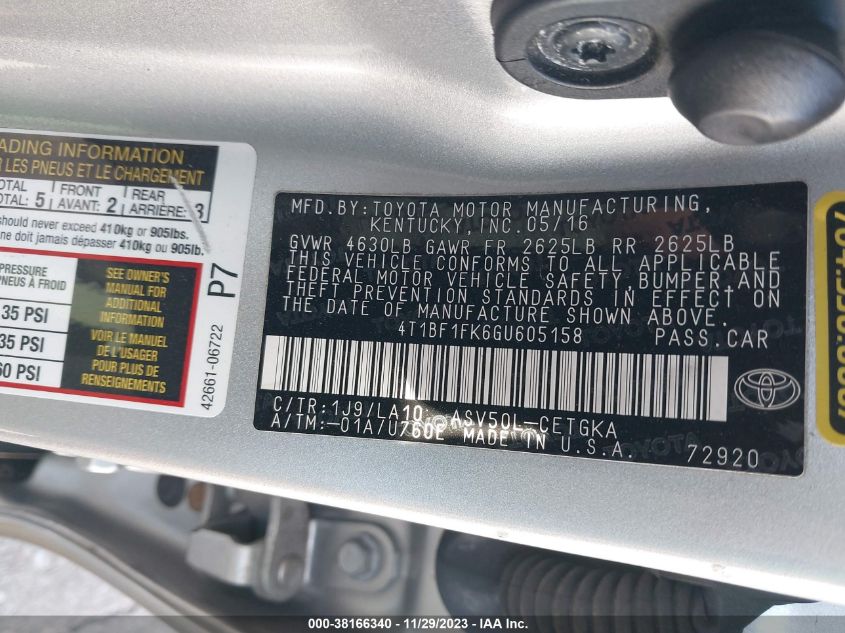 ADING INFORMATION
LES PNEUS ET LE CHARGEMENT
TOTAL: 5 FRONT AVANT: 2 REAR ARRIÈRE: 3
should never exceed 410kg or 905lbs.
ne doit jamais dépasser 410kg ou 905lb.
PRESSURE
PNEUS À FROID
35 PSI
35 PSI
60 PSI
SEE OWNER'S
MANUAL FOR
ADDITIONAL
INFORMATION
VOIR LE MANUEL
DE L'USAGER
POUR PLUS DE
RENSEIGNEMENTS
P7
42661-06722
MFD.BY:TOYOTA MOTOR MANUFACTURING,
KENTUCKY,INC.05/16
GVWR 4630LB GAWR FR 2625LB RR 2625LB
THIS VEHICLE CONFORMS TO ALL APPLICABLE
FEDERAL MOTOR VEHICLE SAFETY,BUMPER,AND
THEFT PREVENTION STANDARDS IN EFFECT ON
THE DATE OF MANUFACTURE SHOWN ABOVE.
4T1BF1FK6GU605158 PASS.CAR
C/TR:1J9/LA10 ASV50L-CETGKA
A/TM:-01A/U760E MADE IN U.S.A.
72920
000-38166340 - 11/29/2023 - IAA Inc.